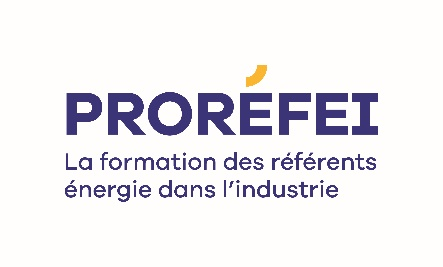 PRORÉFEI
La formation des référents
énergie dans l'industrie